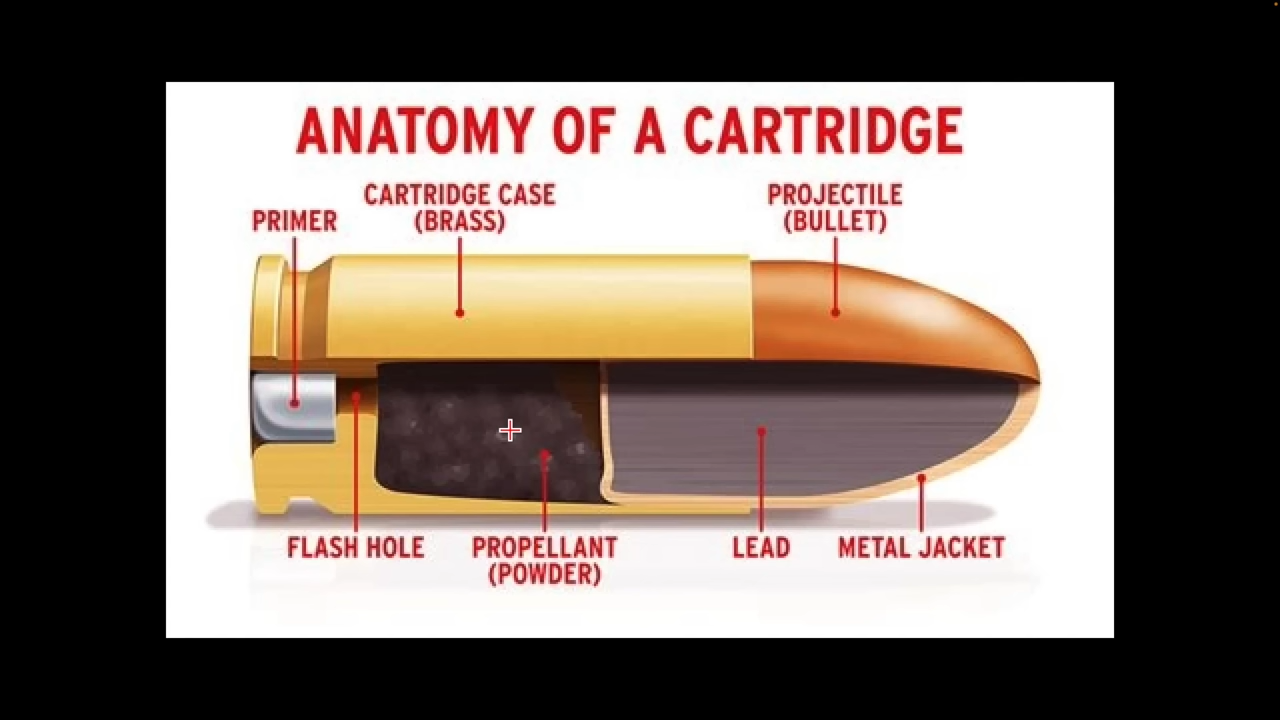 ANATOMY OF A CARTRIDGE
CARTRIDGE CASE
(BRASS)
PROJECTILE
(BULLET)
PRIMER
FLASH HOLE
PROPELLANT
(POWDER)
LEAD
METAL JACKET